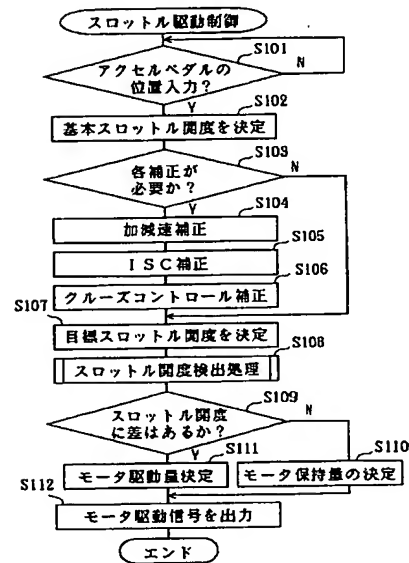 スロットル駆動制御
S101
アクセルペダルの
位置入力?
N
Y
S102
基本スロットル開度を決定
S103
各補正が
必要か?
N
Y
S104
加減速補正
S105
ISC補正
S106
クルーズコントロール補正
S107
目標スロットル開度を決定
S108
スロットル開度検出処理
S109
スロットル開度
に差はあるか?
N
Y
S111
S110
モータ駆動量決定
モータ保持量の決定
S112
モータ駆動信号を出力
エンド